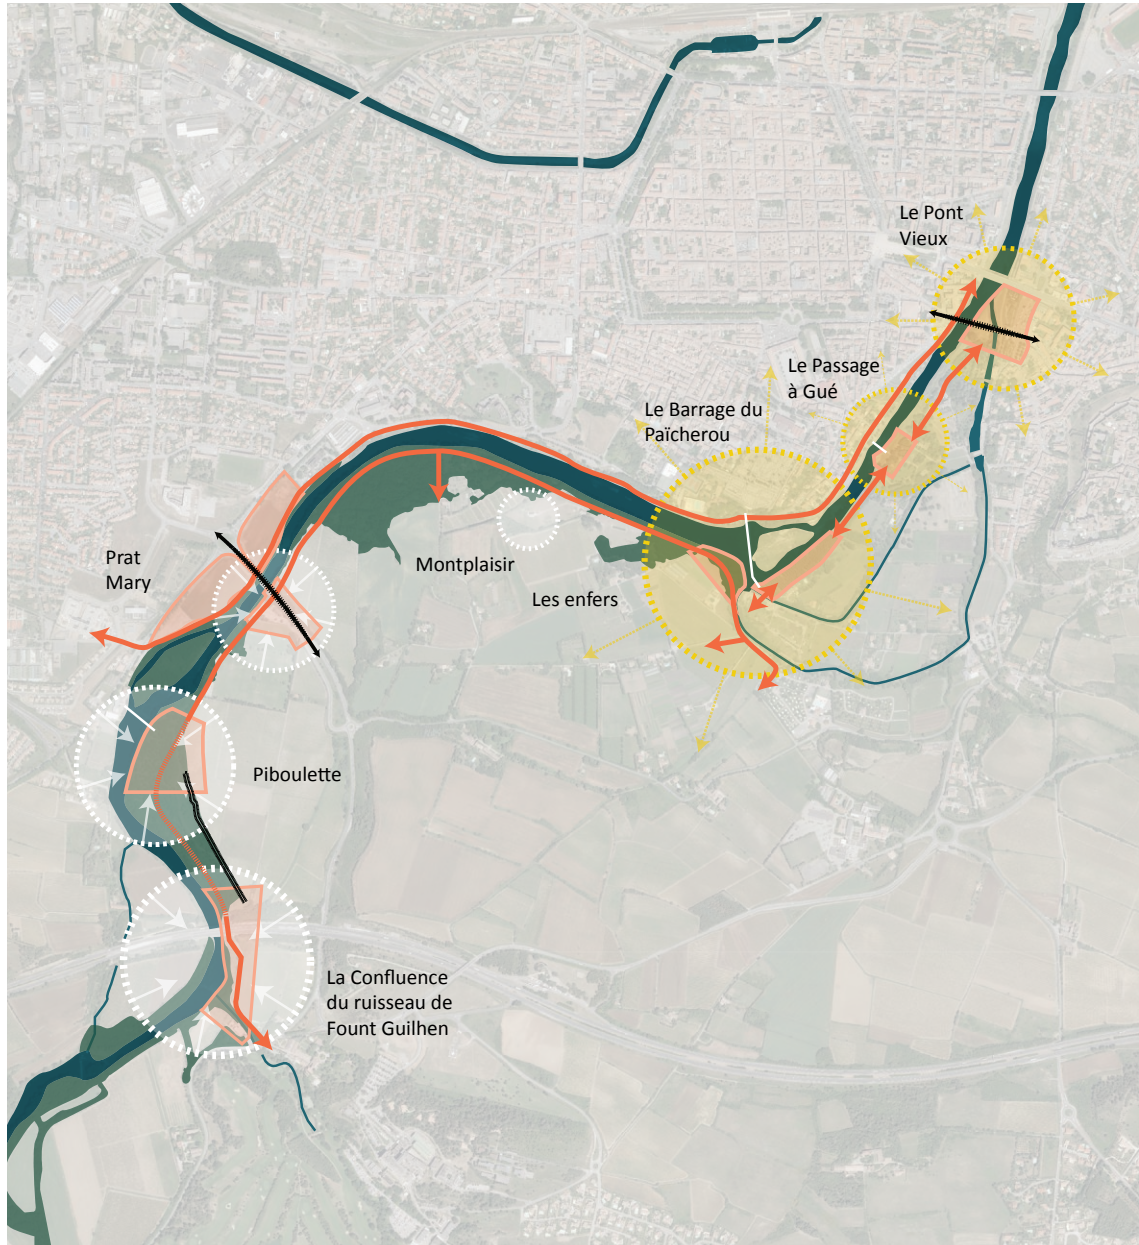 Le Pont
Vieux
Le Passage
à Gué
Le Barrage du
Païcherou
Prat
Mary
Montplaisir
Les enfers
Piboulette
La Confluence
du ruisseau de
Fount Guilhen